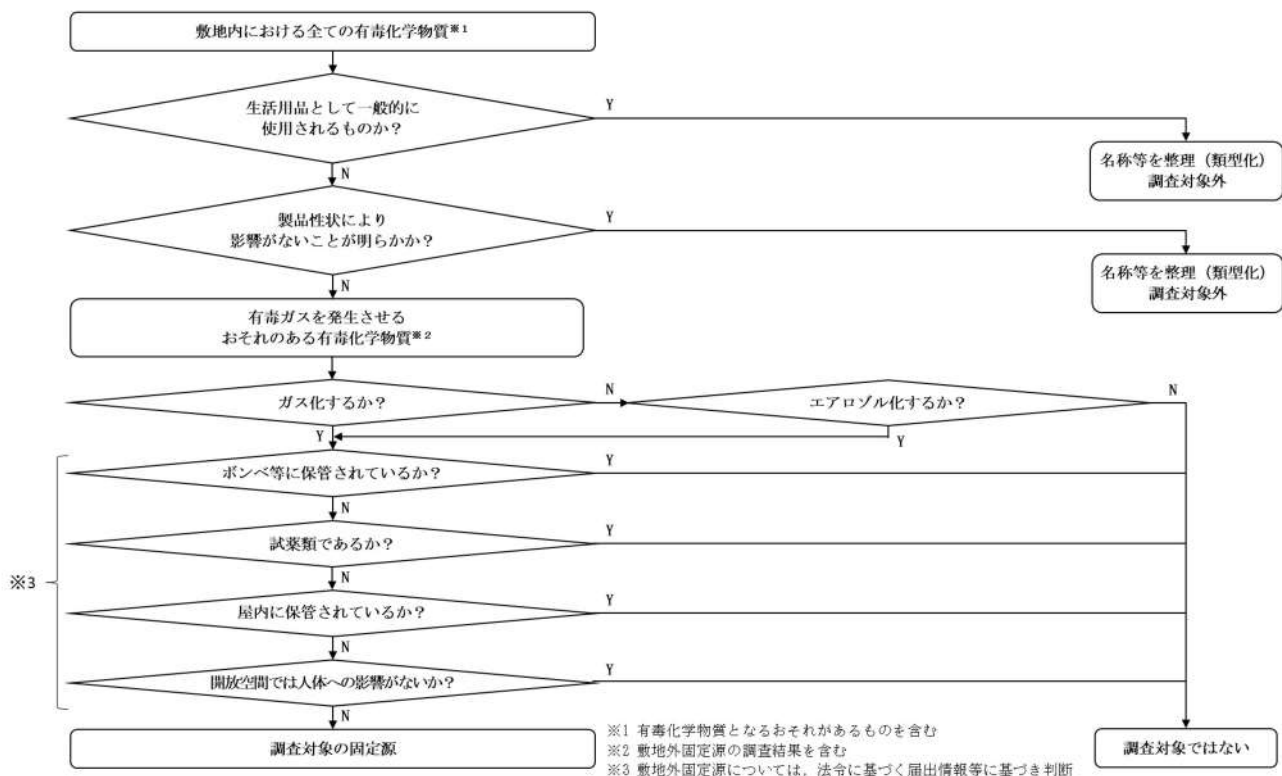 敷地内における全ての有毒化学物質※1
生活用品として一般的に
使用されるものか？
Y
名称等を整理（類型化）
調査対象外
N
製品性状により
影響がないことが明らかか？
Y
名称等を整理（類型化）
調査対象外
N
有毒ガスを発生させる
おそれのある有毒化学物質※2
ガス化するか？
N
エアロゾル化するか？
N
Y
Y
ボンベ等に保管されているか？
Y
N
試薬類であるか？
Y
※3
N
屋内に保管されているか？
Y
N
開放空間では人体への影響がないか？
Y
N
調査対象の固定源
※1 有毒化学物質となるおそれがあるものを含む
※2 敷地外固定源の調査結果を含む
※3 敷地外固定源については，法令に基づく届出情報等に基づき判断
調査対象ではない